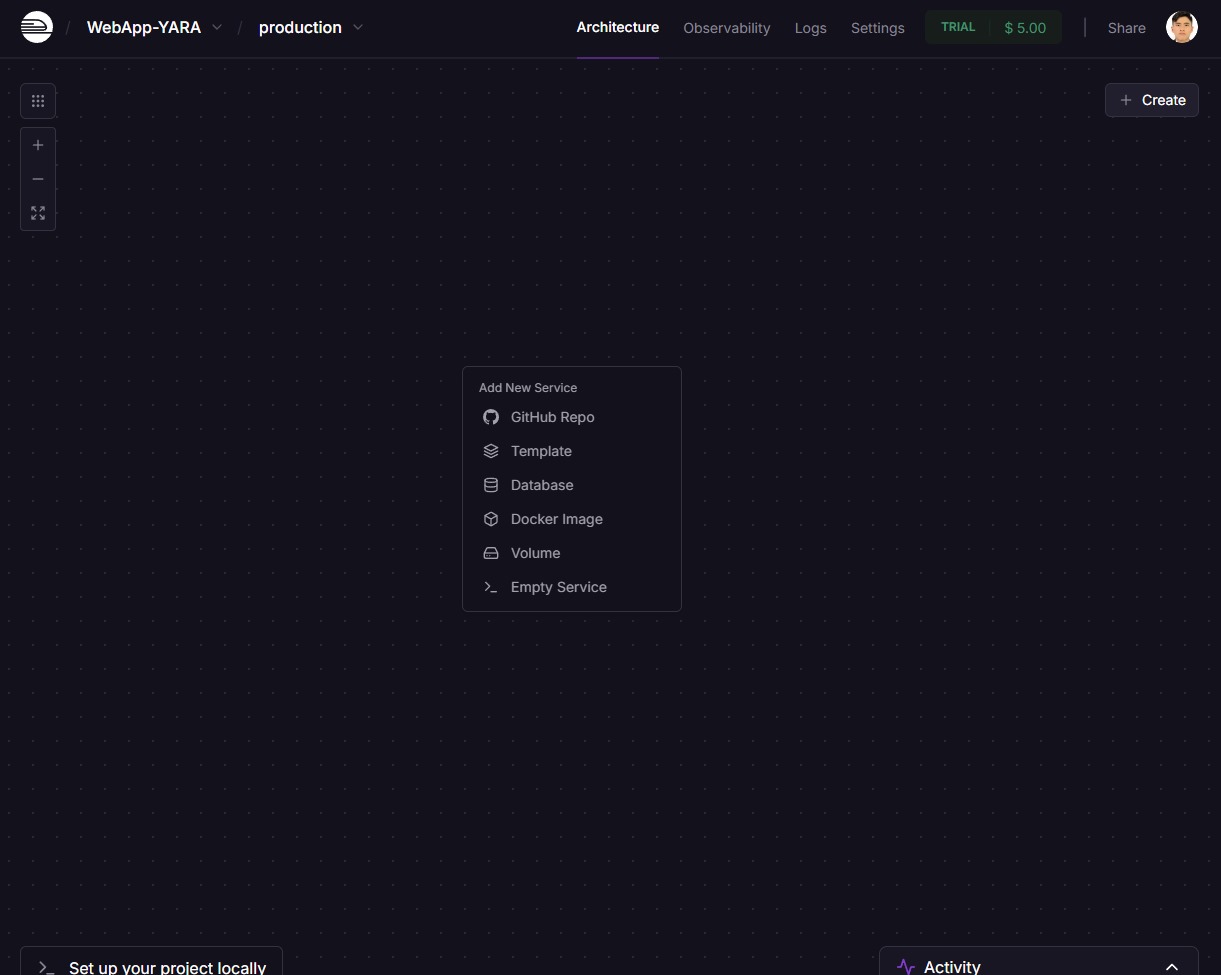 / WebApp-YARA / production
Architecture Observability Logs Settings TRIAL $ 5.00 Share
Create
Add New Service
GitHub Repo
Template
Database
Docker Image
Volume
Empty Service
Set up your project locally
Activity